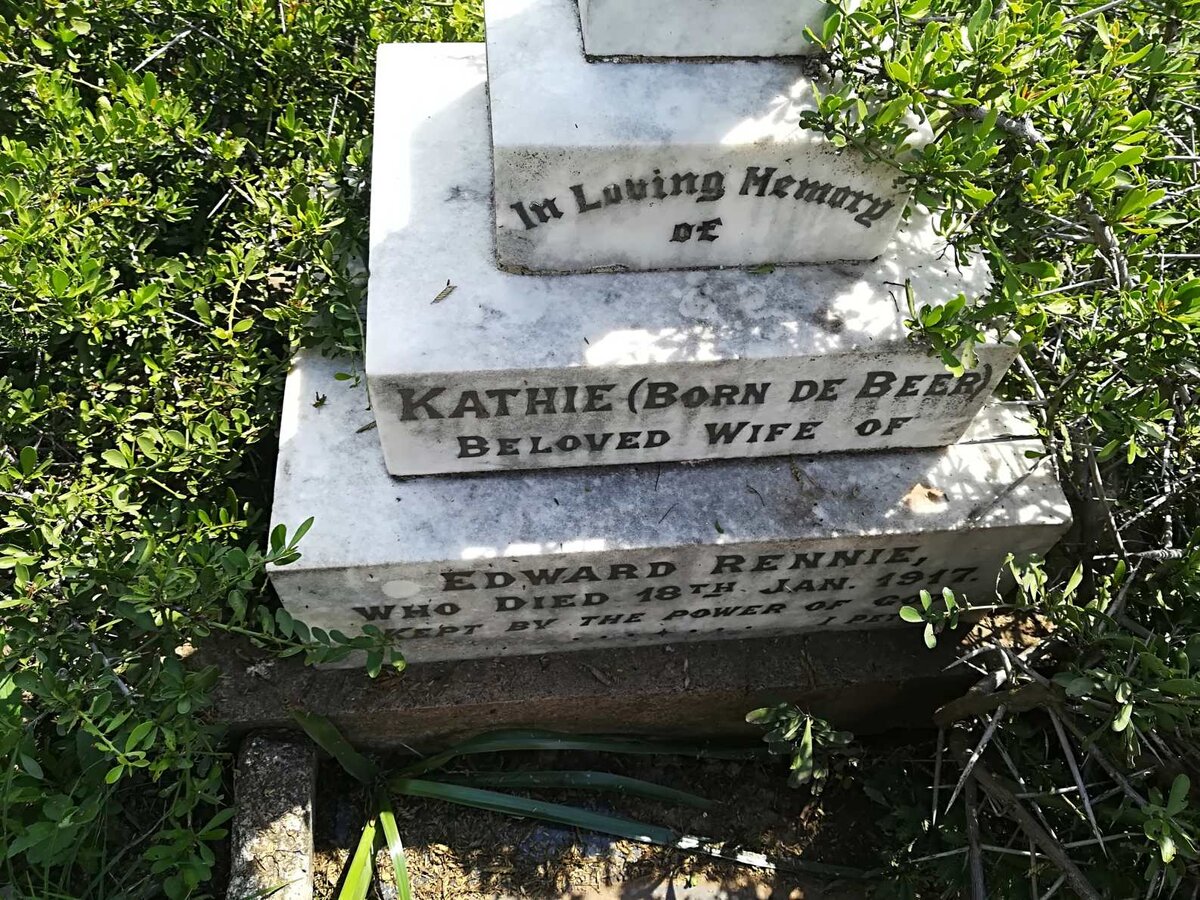 In Loving Memory
of
KATHIE (BORN DE BEER)
BELOVED WIFE OF
EDWARD RENNIE,
WHO DIED 18TH JAN. 1917.
KEPT BY THE POWER OF